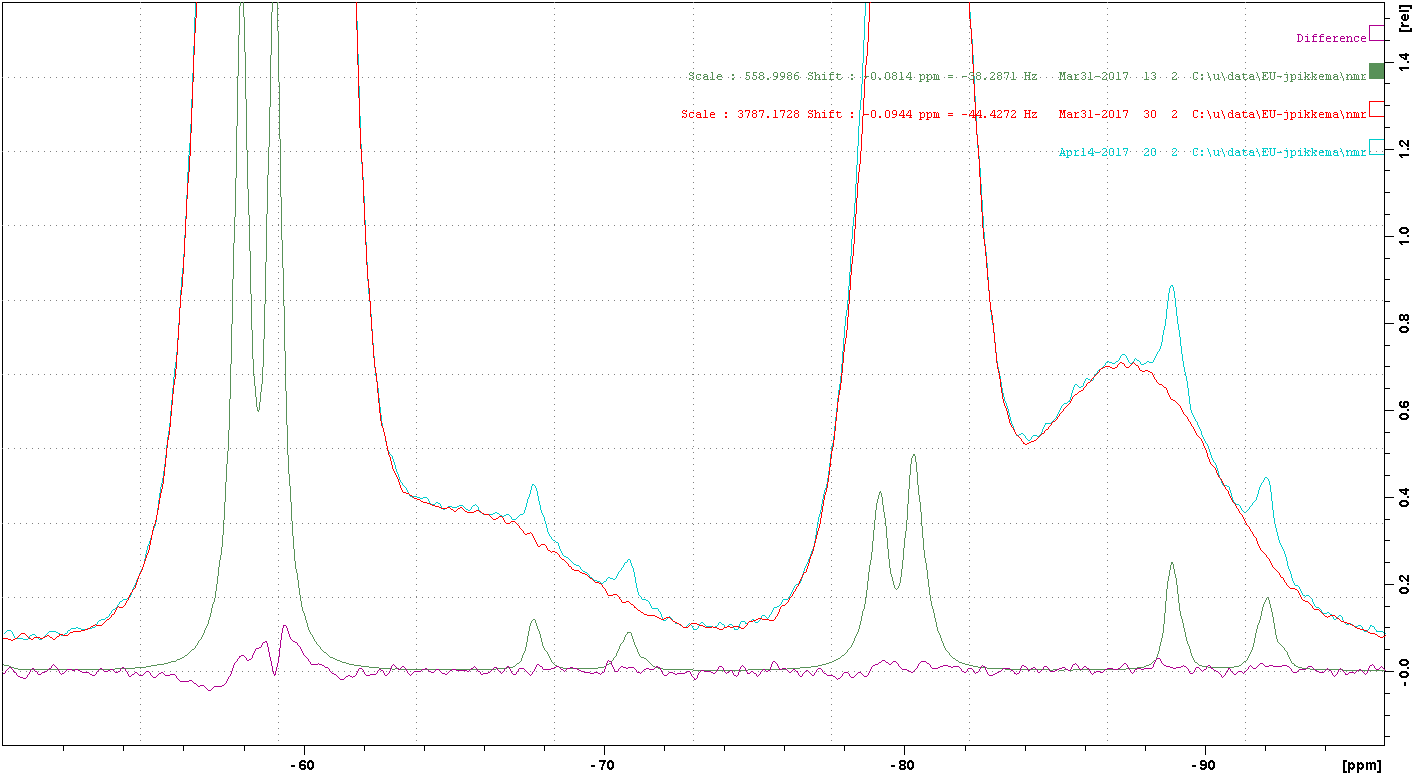 [rel]
Difference
Scale : 558.9986 Shift : -0.0814 ppm = -38.2871 Hz Mar31-2017 13 2 C:\u\data\EU-jpikkema\nmr
Scale : 3787.1728 Shift : -0.0944 ppm = -44.4272 Hz Mar31-2017 30 2 C:\u\data\EU-jpikkema\nmr
Apr14-2017 20 2 C:\u\data\EU-jpikkema\nmr
1.4
1.2
1.0
0.8
0.6
0.4
0.2
-0.0
-60 -70 -80 -90 [ppm]